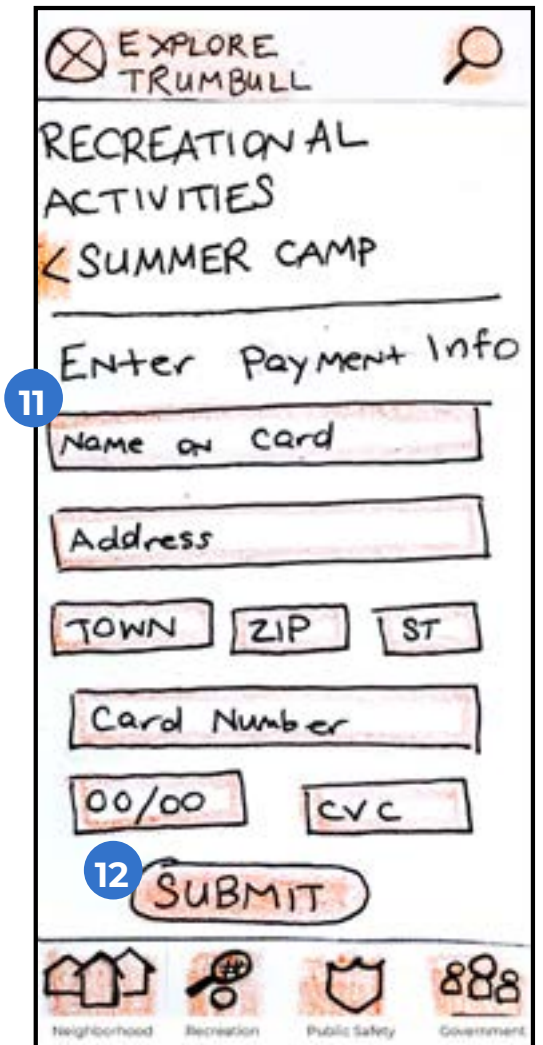 EXPLORE
TRUMBULL
RECREATIONAL
ACTIVITIES
< SUMMER CAMP
Enter Payment Info
11
Name on Card
Address
TOWN ZIP ST
Card Number
00/00 CVC
12
SUBMIT
Neighborhood Recreation Public Safety Government